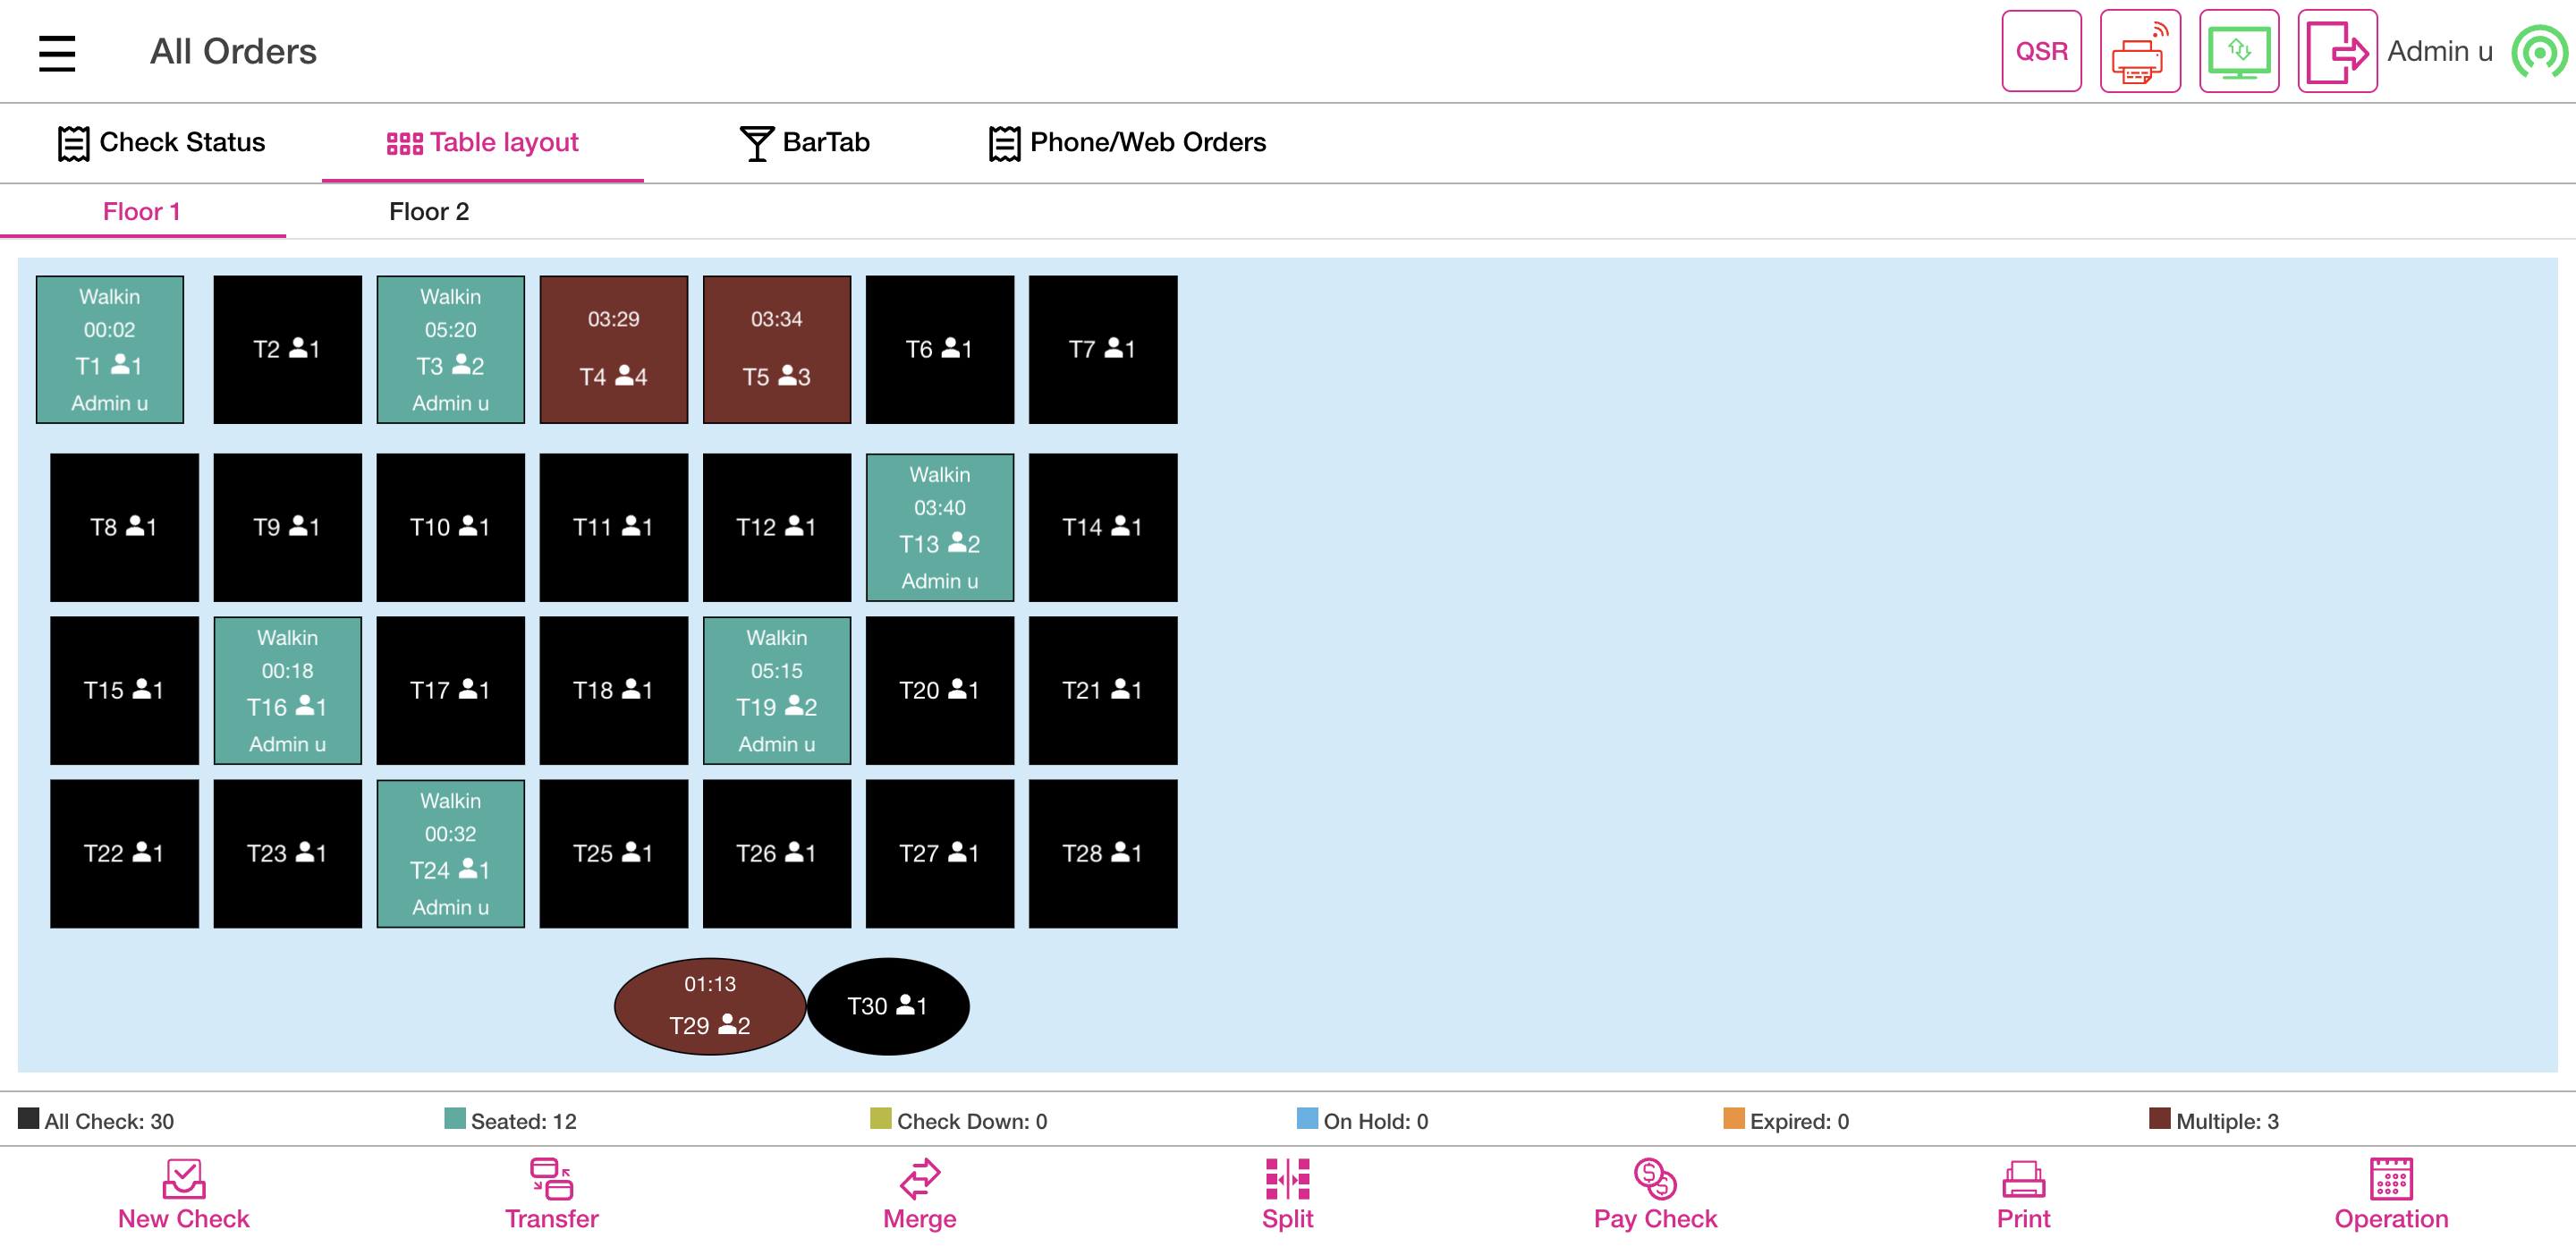 All Orders
QSR
Admin u
Check Status
Table layout
BarTab
Phone/Web Orders
Floor 1
Floor 2
Walkin
00:02
T1 1
Admin u
T2 1
Walkin
05:20
T3 2
Admin u
03:29
T4 4
03:34
T5 3
T6 1
T7 1
T8 1
T9 1
T10 1
T11 1
T12 1
Walkin
03:40
T13 2
Admin u
T14 1
T15 1
Walkin
00:18
T16 1
Admin u
T17 1
T18 1
Walkin
05:15
T19 2
Admin u
T20 1
T21 1
T22 1
T23 1
Walkin
00:32
T24 1
Admin u
T25 1
T26 1
T27 1
T28 1
01:13
T29 2
T30 1
All Check: 30
Seated: 12
Check Down: 0
On Hold: 0
Expired: 0
Multiple: 3
New Check
Transfer
Merge
Split
Pay Check
Print
Operation